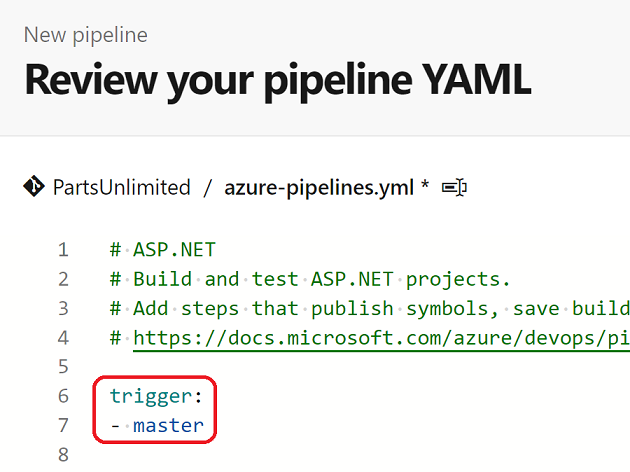 New pipeline
Review your pipeline YAML
PartsUnlimited / azure-pipelines.yml *
1 # ASP.NET
2 # Build and test ASP.NET projects.
3 # Add steps that publish symbols, save build
4 # https://docs.microsoft.com/azure/devops/pi
5
6 trigger:
7 - master
8